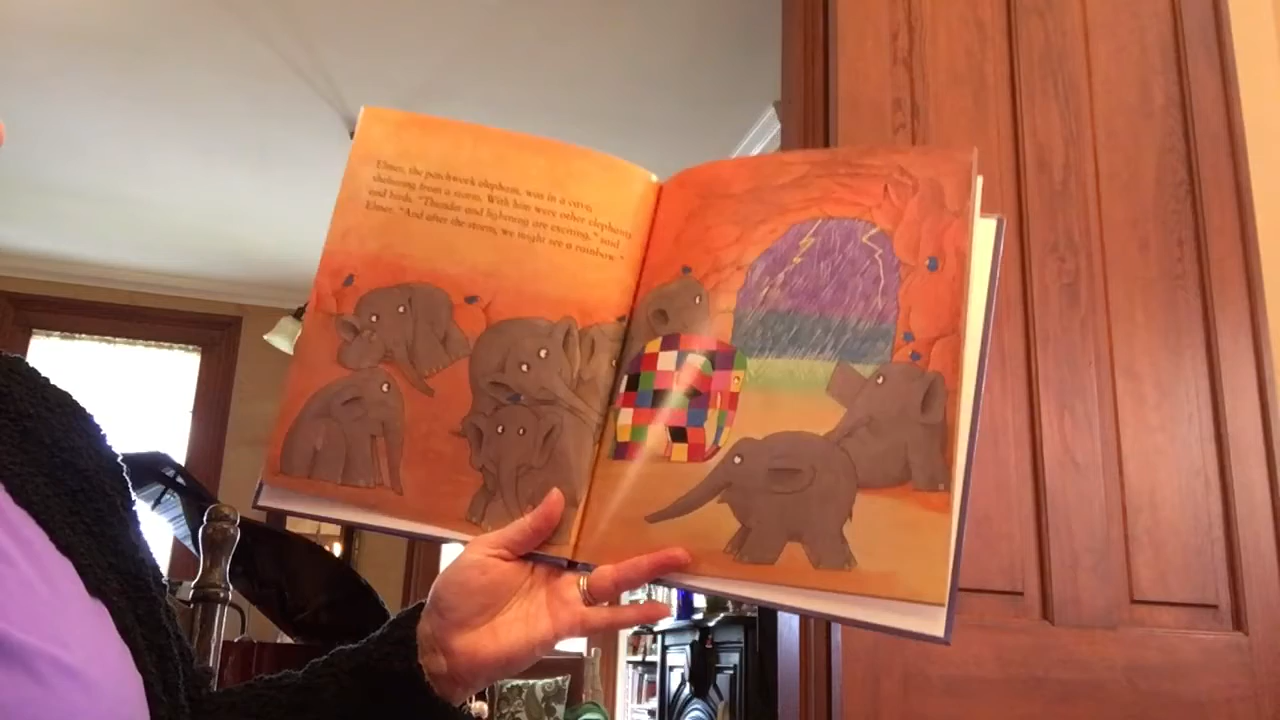 Elmer, the patchwork elephant, was in a cave,
sheltering from a storm. With him were other elephants
and birds. "Thunder and lightning are exciting," said
Elmer. "And after the storm, we might see a rainbow."